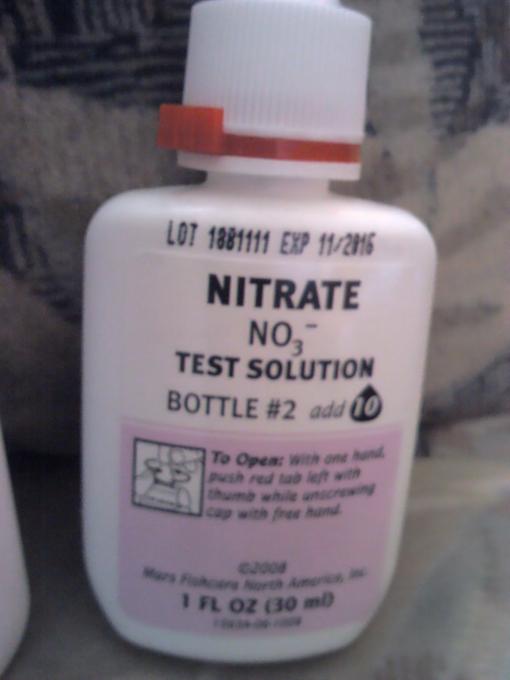 LOT 1881111 EXP 11/2016
NITRATE
NO₃⁻
TEST SOLUTION
BOTTLE #2 add 10
To Open: With one hand,
push red tab left with
thumb while unscrewing
cap with free hand.
©2008
Mars Fishcare North America, Inc.
1 FL OZ (30 ml)